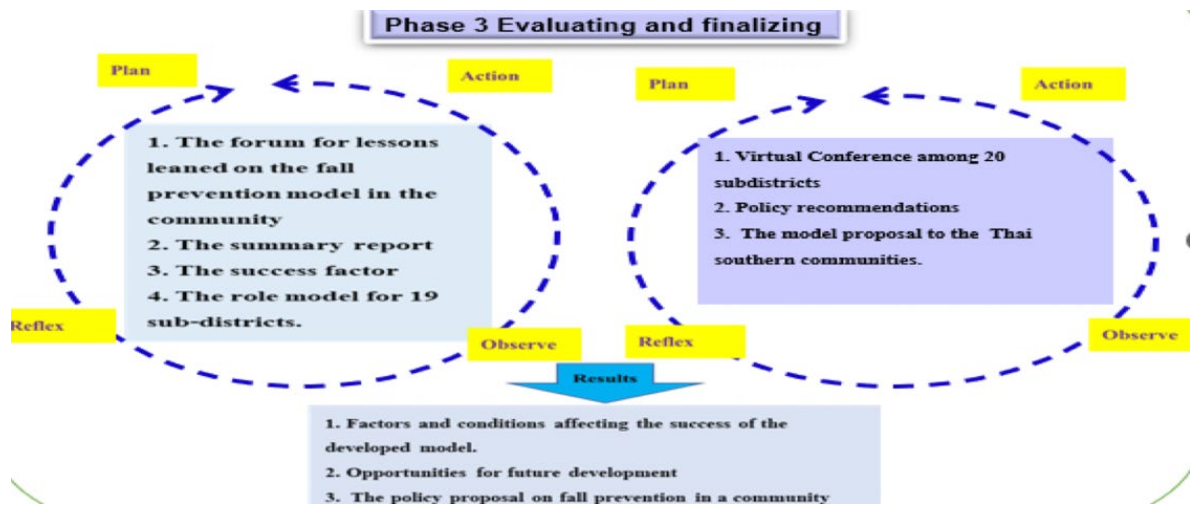 Phase 3 Evaluating and finalizing
Plan
Action
1. The forum for lessons
leaned on the fall
prevention model in the
community
2. The summary report
3. The success factor
4. The role model for 19
sub-districts.
Reflex
Observe
Plan
Action
1. Virtual Conference among 20
subdistricts
2. Policy recommendations
3. The model proposal to the Thai
southern communities.
Reflex
Observe
Results
1. Factors and conditions affecting the success of the
developed model.
2. Opportunities for future development
3. The policy proposal on fall prevention in a community